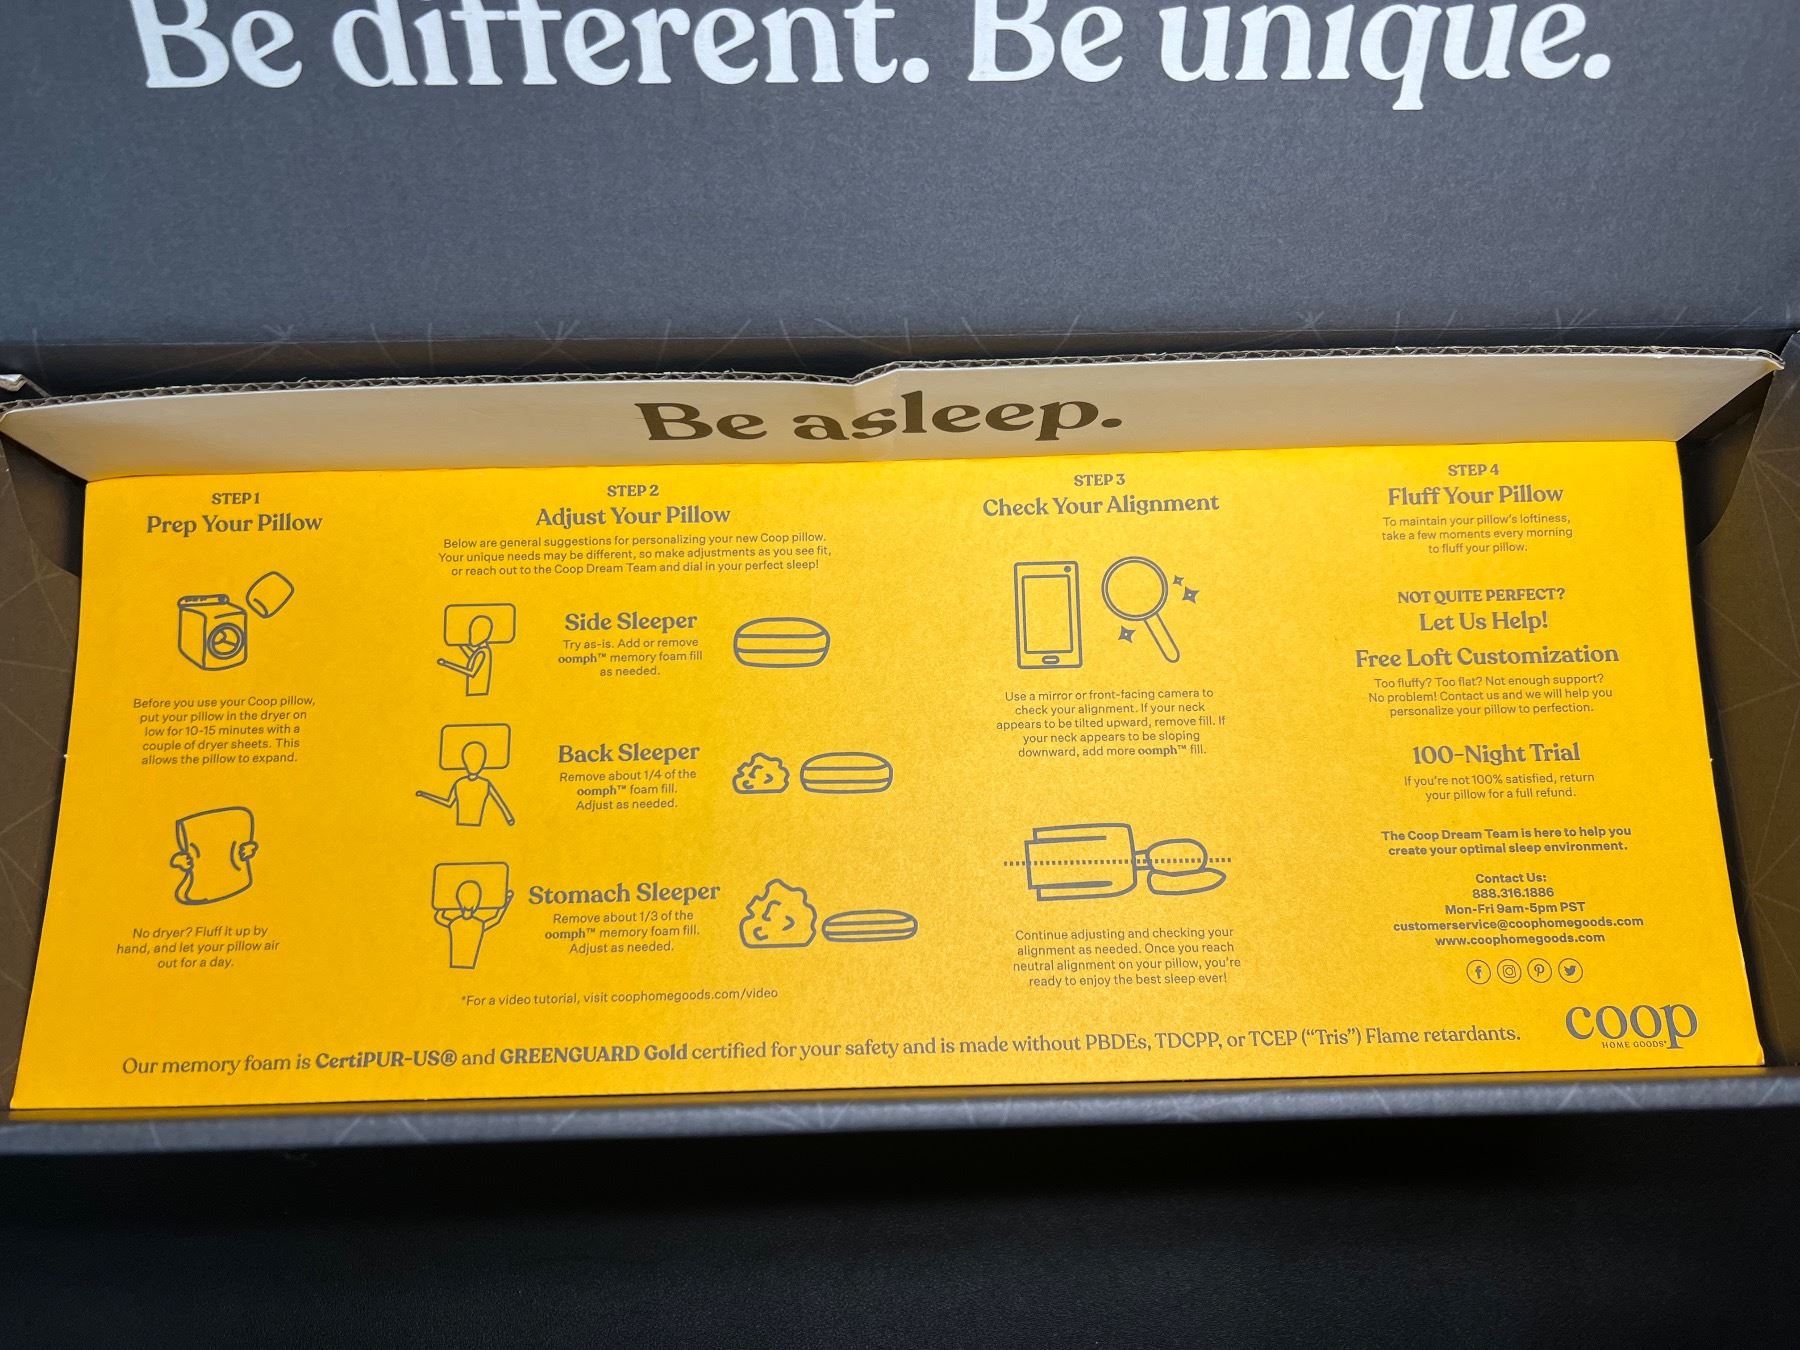 Be different. Be unique.
Be asleep.
STEP 1
Prep Your Pillow
Before you use your Coop pillow,
put your pillow in the dryer on
low for 10-15 minutes with a
couple of dryer sheets. This
allows the pillow to expand.
No dryer? Fluff it up by
hand, and let your pillow air
out for a day.
STEP 2
Adjust Your Pillow
Below are general suggestions for personalizing your new Coop pillow.
Your unique needs may be different, so make adjustments as you see fit,
or reach out to the Coop Dream Team and dial in your perfect sleep!
Side Sleeper
Try as-is. Add or remove
oomph™ memory foam fill
as needed.
Back Sleeper
Remove about 1/4 of the
oomph™ foam fill.
Adjust as needed.
Stomach Sleeper
Remove about 1/3 of the
oomph™ memory foam fill.
Adjust as needed.
*For a video tutorial, visit coophomegoods.com/video
STEP 3
Check Your Alignment
Use a mirror or front-facing camera to
check your alignment. If your neck
appears to be tilted upward, remove fill. If
your neck appears to be sloping
downward, add more oomph™ fill.
Continue adjusting and checking your
alignment as needed. Once you reach
neutral alignment on your pillow, you're
ready to enjoy the best sleep ever!
STEP 4
Fluff Your Pillow
To maintain your pillow's loftiness,
take a few moments every morning
to fluff your pillow.
NOT QUITE PERFECT?
Let Us Help!
Free Loft Customization
Too fluffy? Too flat? Not enough support?
No problem! Contact us and we will help you
personalize your pillow to perfection.
100-Night Trial
If you're not 100% satisfied, return
your pillow for a full refund.
The Coop Dream Team is here to help you
create your optimal sleep environment.
Contact Us:
888.316.1886
Mon-Fri 9am-5pm PST
customerservice@coophomegoods.com
www.coophomegoods.com
Our memory foam is CertiPUR-US® and GREENGUARD Gold certified for your safety and is made without PBDEs, TDCPP, or TCEP ("Tris") Flame retardants.
coop
HOME GOODS®